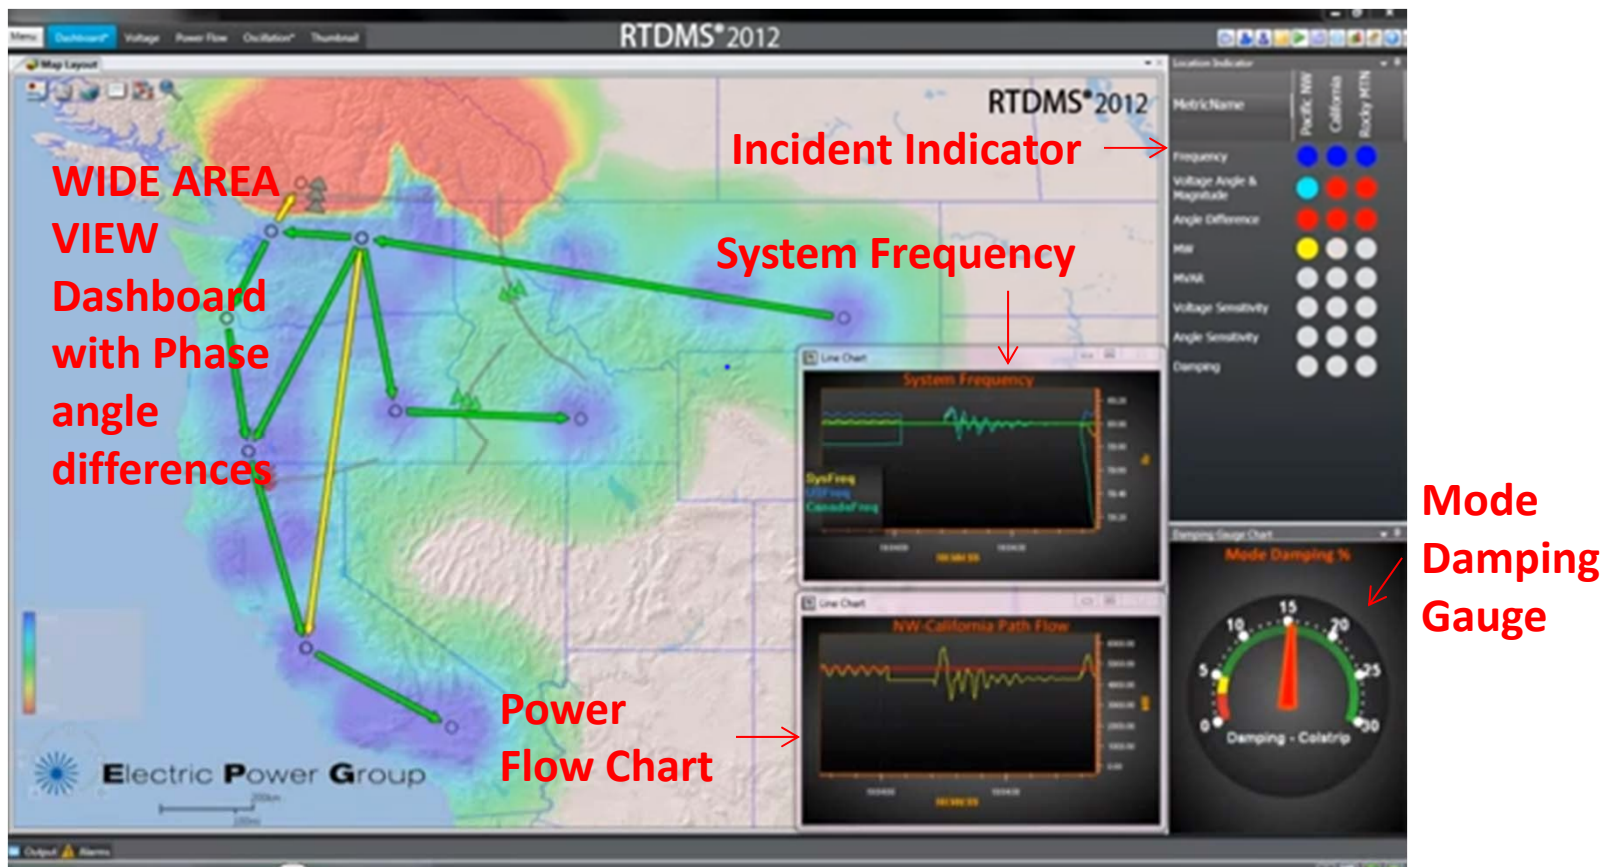 RTDMS® 2012
Menu
Dashboard*
Voltage
Power Flow
Oscillation*
Thumbnail
Map Layout
Location Indicator
RTDMS® 2012
MetricName
Pacific NW
California
Rocky MTN
Incident Indicator
Frequency
Voltage Angle &
Magnitude
Angle Difference
MW
MVAR
Voltage Sensitivity
Angle Sensitivity
Damping
WIDE AREA
VIEW
Dashboard
with Phase
angle
differences
System Frequency
Line Chart
System Frequency
SysFreq
USFreq
CanadaFreq
Line Chart
NW-California Path Flow
Power
Flow Chart
Damping Gauge Chart
Mode Damping %
0
5
10
15
20
25
30
Damping - Colstrip
Mode
Damping
Gauge
Electric Power Group
200km
100mi
Output
Alarms